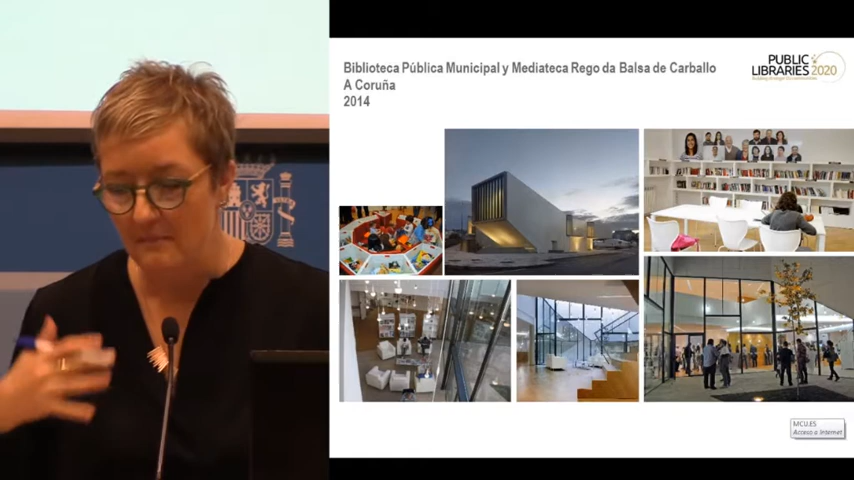 Biblioteca Pública Municipal y Mediateca Rego da Balsa de Carballo
A Coruña
2014
PUBLIC
LIBRARIES 2020
MCU.ES
Acceso a Internet